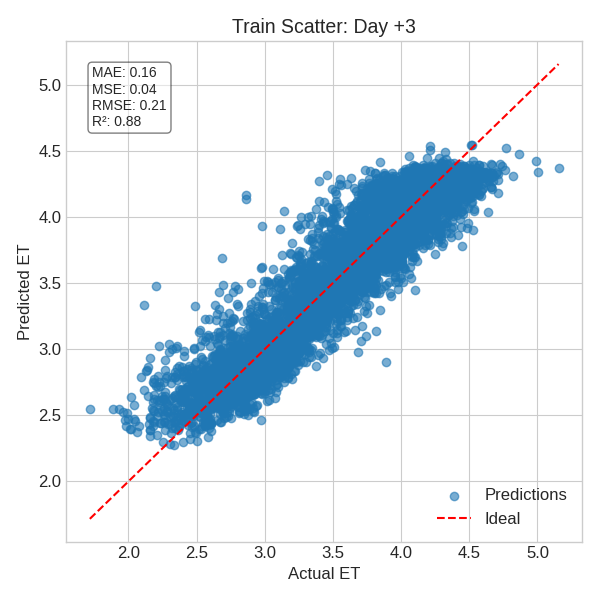 Train Scatter: Day +3
MAE: 0.16
MSE: 0.04
RMSE: 0.21
R²: 0.88
5.0
4.5
4.0
3.5
3.0
2.5
2.0
Predicted ET
Predictions
Ideal
2.0 2.5 3.0 3.5 4.0 4.5 5.0
Actual ET